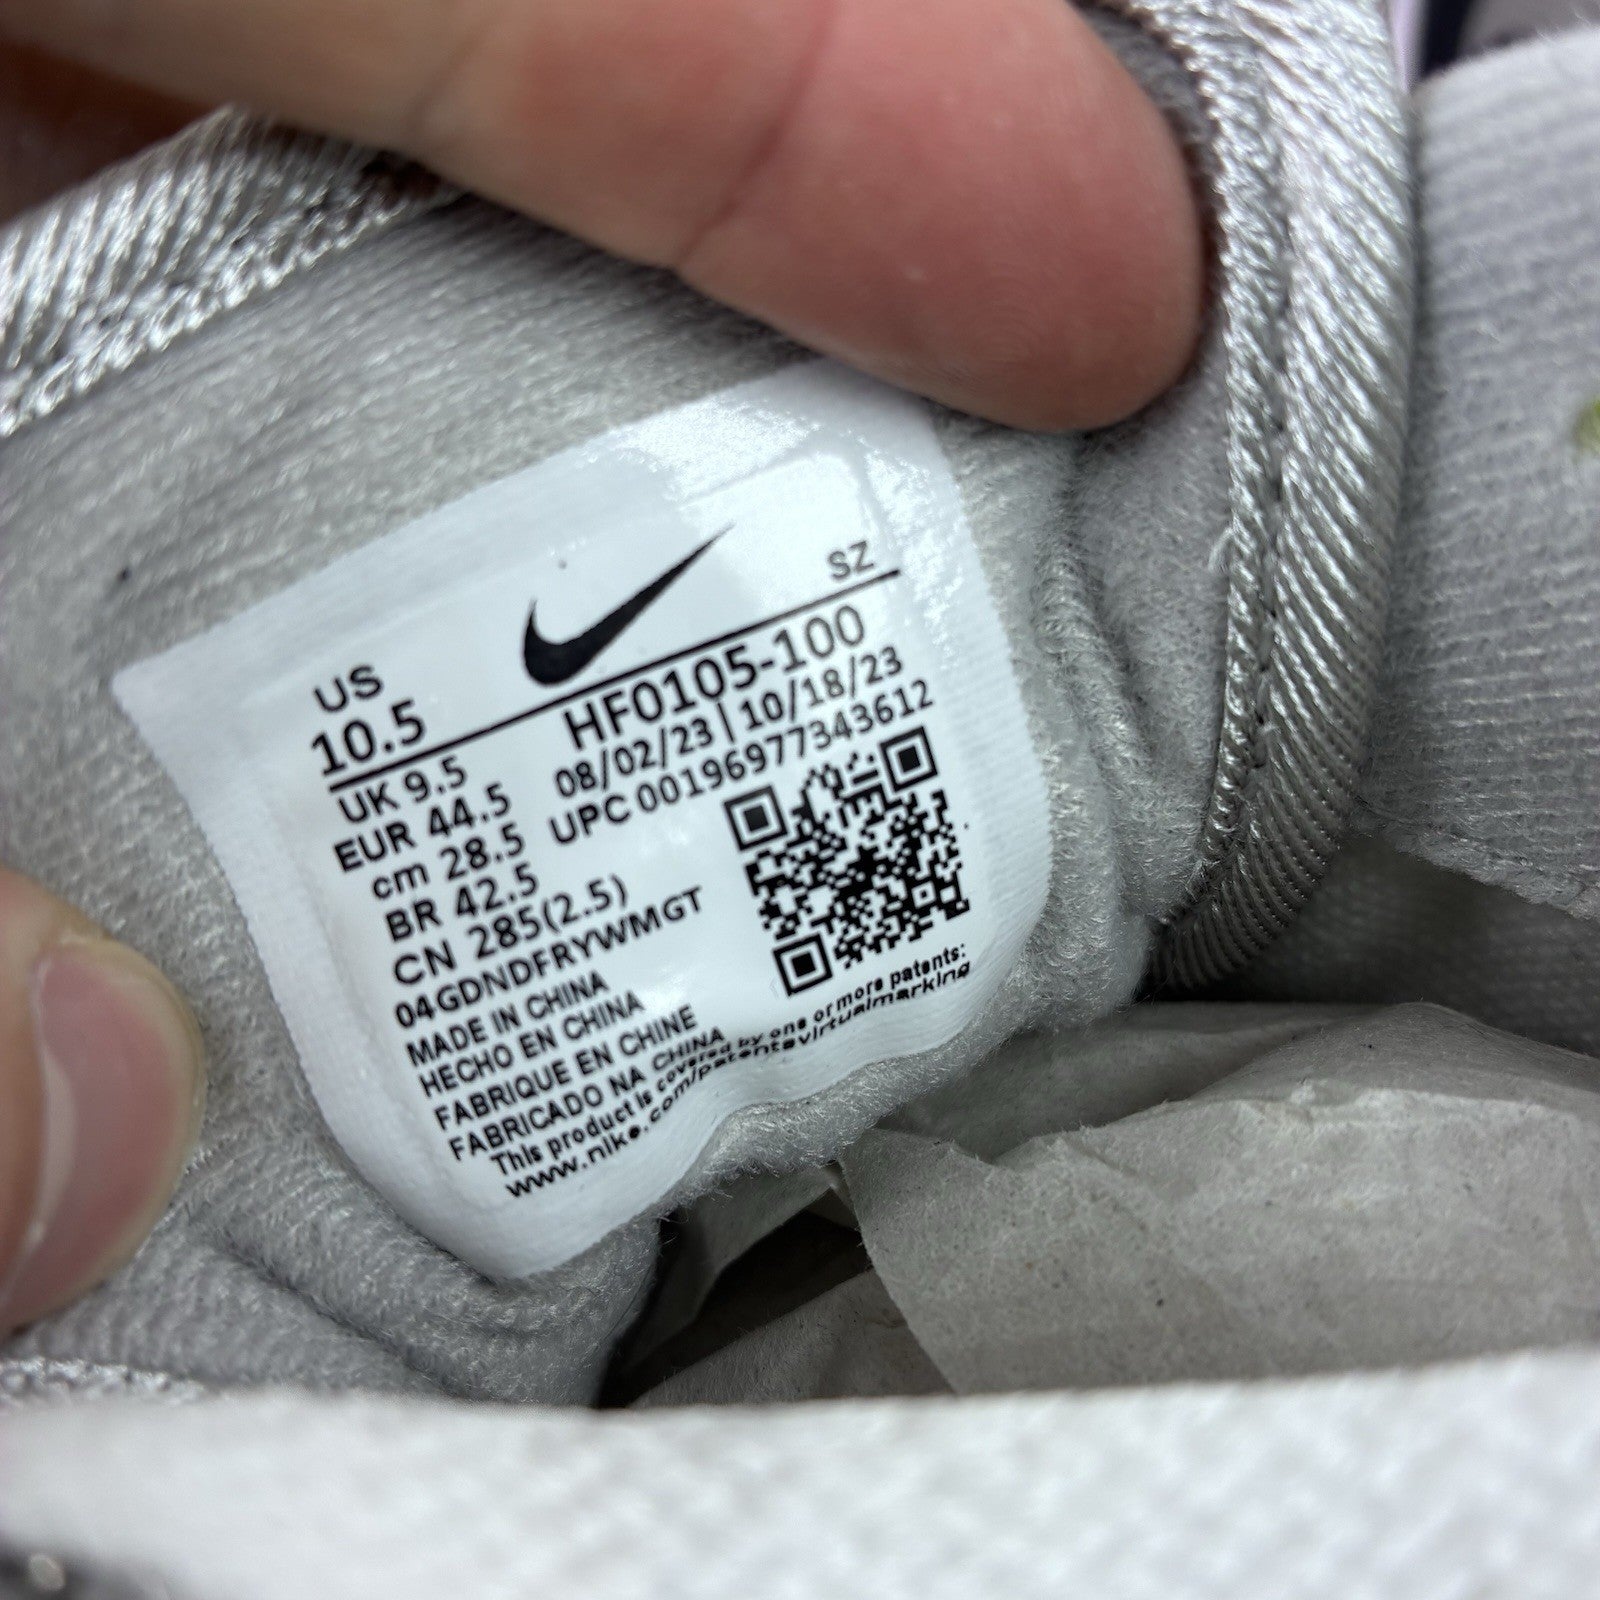 US SZ
10.5 HF0105-100
UK 9.5 08/02/23 | 10/18/23
EUR 44.5 UPC 00196977343612
cm 28.5
BR 42.5
CN 285(2.5)
04GDNDFRYWMGT
MADE IN CHINA
HECHO EN CHINA
FABRIQUE EN CHINE
FABRICADO NA CHINA
This product is covered by one or more patents:
www.nike.com/patentsvirtualmarking